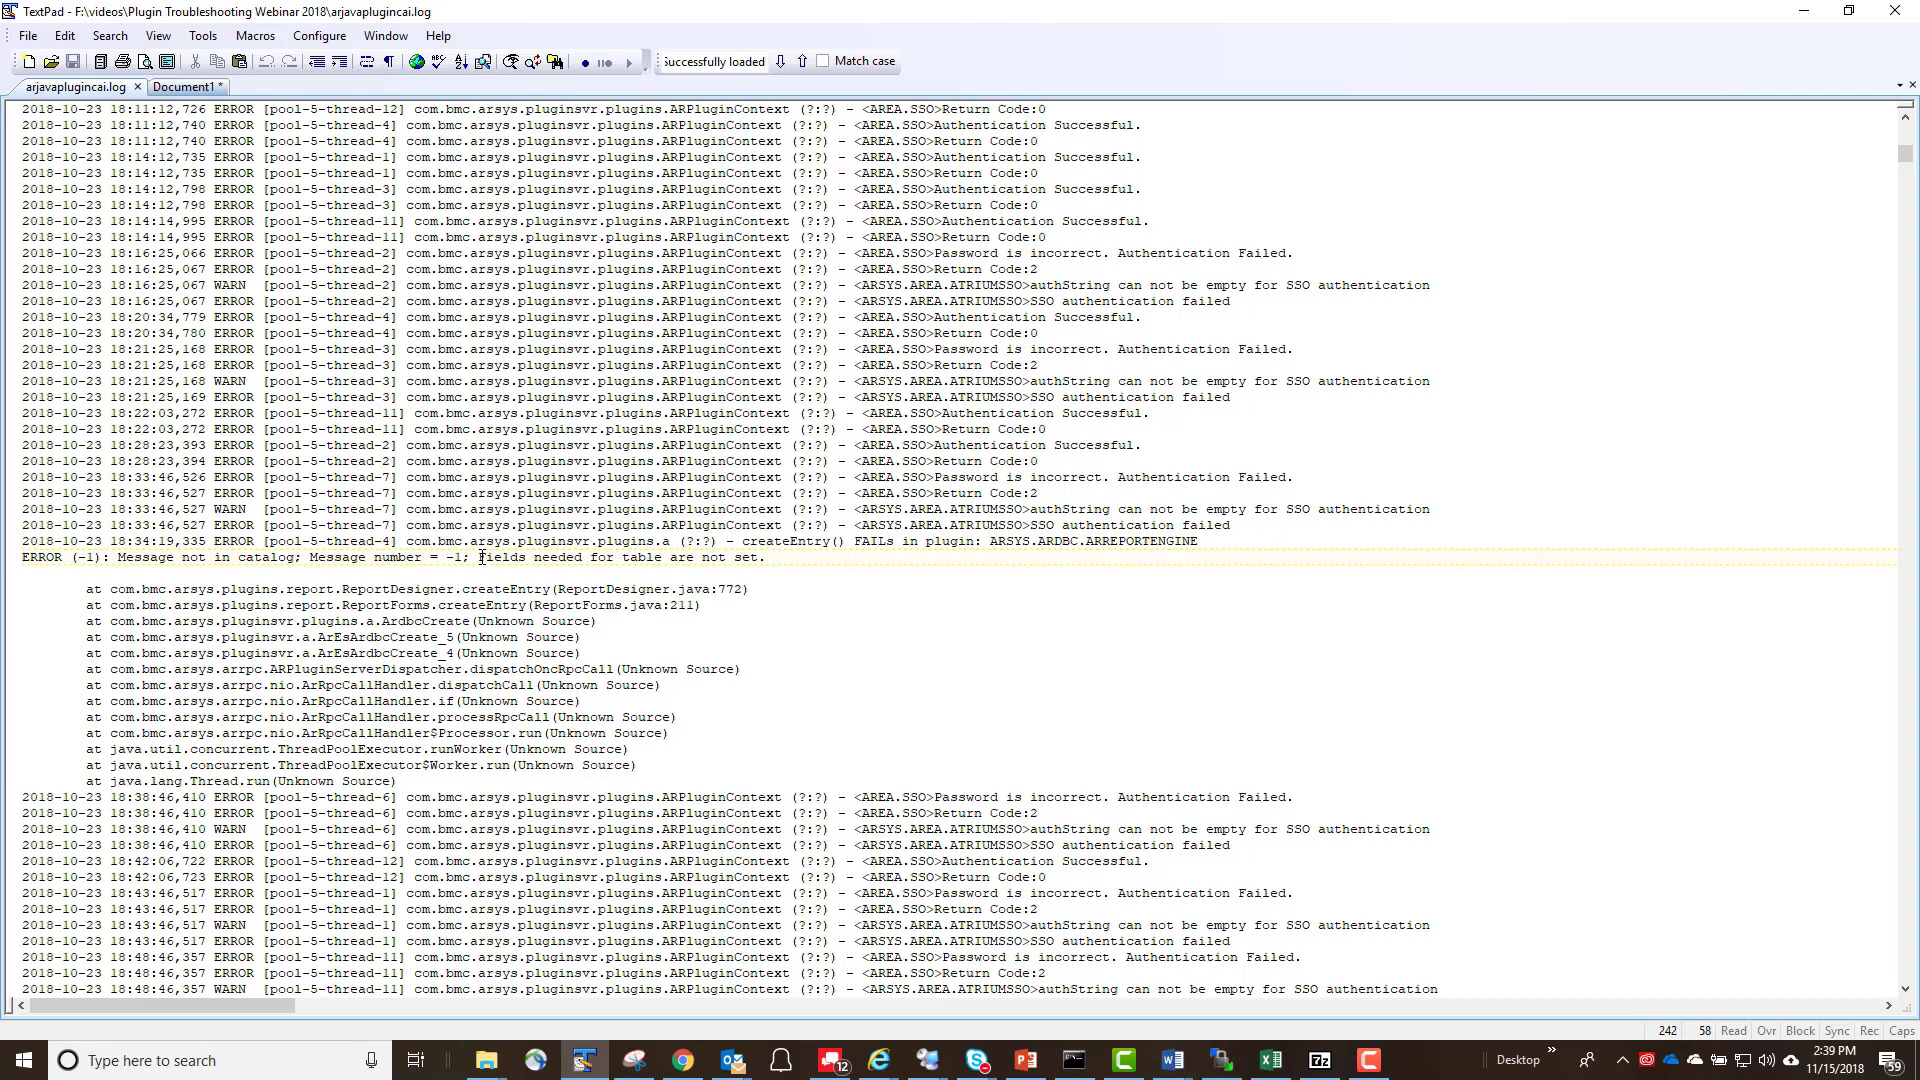 TextPad - F:\videos\Plugin Troubleshooting Webinar 2018\arjavaplugincai.log
File Edit Search View Tools Macros Configure Window Help
Successfully loaded Match case
arjavaplugincai.log Document1 *
2018-10-23 18:11:12,726 ERROR [pool-5-thread-12] com.bmc.arsys.pluginsvr.plugins.ARPluginContext (?:?) - <AREA.SSO>Return Code:0
2018-10-23 18:11:12,740 ERROR [pool-5-thread-4] com.bmc.arsys.pluginsvr.plugins.ARPluginContext (?:?) - <AREA.SSO>Authentication Successful.
2018-10-23 18:11:12,740 ERROR [pool-5-thread-4] com.bmc.arsys.pluginsvr.plugins.ARPluginContext (?:?) - <AREA.SSO>Return Code:0
2018-10-23 18:14:12,735 ERROR [pool-5-thread-1] com.bmc.arsys.pluginsvr.plugins.ARPluginContext (?:?) - <AREA.SSO>Authentication Successful.
2018-10-23 18:14:12,735 ERROR [pool-5-thread-1] com.bmc.arsys.pluginsvr.plugins.ARPluginContext (?:?) - <AREA.SSO>Return Code:0
2018-10-23 18:14:12,798 ERROR [pool-5-thread-3] com.bmc.arsys.pluginsvr.plugins.ARPluginContext (?:?) - <AREA.SSO>Authentication Successful.
2018-10-23 18:14:12,798 ERROR [pool-5-thread-3] com.bmc.arsys.pluginsvr.plugins.ARPluginContext (?:?) - <AREA.SSO>Return Code:0
2018-10-23 18:14:14,995 ERROR [pool-5-thread-11] com.bmc.arsys.pluginsvr.plugins.ARPluginContext (?:?) - <AREA.SSO>Authentication Successful.
2018-10-23 18:14:14,995 ERROR [pool-5-thread-11] com.bmc.arsys.pluginsvr.plugins.ARPluginContext (?:?) - <AREA.SSO>Return Code:0
2018-10-23 18:16:25,066 ERROR [pool-5-thread-2] com.bmc.arsys.pluginsvr.plugins.ARPluginContext (?:?) - <AREA.SSO>Password is incorrect. Authentication Failed.
2018-10-23 18:16:25,067 ERROR [pool-5-thread-2] com.bmc.arsys.pluginsvr.plugins.ARPluginContext (?:?) - <AREA.SSO>Return Code:2
2018-10-23 18:16:25,067 WARN [pool-5-thread-2] com.bmc.arsys.pluginsvr.plugins.ARPluginContext (?:?) - <ARSYS.AREA.ATRIUMSSO>authString can not be empty for SSO authentication
2018-10-23 18:16:25,067 ERROR [pool-5-thread-2] com.bmc.arsys.pluginsvr.plugins.ARPluginContext (?:?) - <ARSYS.AREA.ATRIUMSSO>SSO authentication failed
2018-10-23 18:20:34,779 ERROR [pool-5-thread-4] com.bmc.arsys.pluginsvr.plugins.ARPluginContext (?:?) - <AREA.SSO>Authentication Successful.
2018-10-23 18:20:34,780 ERROR [pool-5-thread-4] com.bmc.arsys.pluginsvr.plugins.ARPluginContext (?:?) - <AREA.SSO>Return Code:0
2018-10-23 18:21:25,168 ERROR [pool-5-thread-3] com.bmc.arsys.pluginsvr.plugins.ARPluginContext (?:?) - <AREA.SSO>Password is incorrect. Authentication Failed.
2018-10-23 18:21:25,168 ERROR [pool-5-thread-3] com.bmc.arsys.pluginsvr.plugins.ARPluginContext (?:?) - <AREA.SSO>Return Code:2
2018-10-23 18:21:25,168 WARN [pool-5-thread-3] com.bmc.arsys.pluginsvr.plugins.ARPluginContext (?:?) - <ARSYS.AREA.ATRIUMSSO>authString can not be empty for SSO authentication
2018-10-23 18:21:25,169 ERROR [pool-5-thread-3] com.bmc.arsys.pluginsvr.plugins.ARPluginContext (?:?) - <ARSYS.AREA.ATRIUMSSO>SSO authentication failed
2018-10-23 18:22:03,272 ERROR [pool-5-thread-11] com.bmc.arsys.pluginsvr.plugins.ARPluginContext (?:?) - <AREA.SSO>Authentication Successful.
2018-10-23 18:22:03,272 ERROR [pool-5-thread-11] com.bmc.arsys.pluginsvr.plugins.ARPluginContext (?:?) - <AREA.SSO>Return Code:0
2018-10-23 18:28:23,393 ERROR [pool-5-thread-2] com.bmc.arsys.pluginsvr.plugins.ARPluginContext (?:?) - <AREA.SSO>Authentication Successful.
2018-10-23 18:28:23,394 ERROR [pool-5-thread-2] com.bmc.arsys.pluginsvr.plugins.ARPluginContext (?:?) - <AREA.SSO>Return Code:0
2018-10-23 18:33:46,526 ERROR [pool-5-thread-7] com.bmc.arsys.pluginsvr.plugins.ARPluginContext (?:?) - <AREA.SSO>Password is incorrect. Authentication Failed.
2018-10-23 18:33:46,527 ERROR [pool-5-thread-7] com.bmc.arsys.pluginsvr.plugins.ARPluginContext (?:?) - <AREA.SSO>Return Code:2
2018-10-23 18:33:46,527 WARN [pool-5-thread-7] com.bmc.arsys.pluginsvr.plugins.ARPluginContext (?:?) - <ARSYS.AREA.ATRIUMSSO>authString can not be empty for SSO authentication
2018-10-23 18:33:46,527 ERROR [pool-5-thread-7] com.bmc.arsys.pluginsvr.plugins.ARPluginContext (?:?) - <ARSYS.AREA.ATRIUMSSO>SSO authentication failed
2018-10-23 18:34:19,335 ERROR [pool-5-thread-4] com.bmc.arsys.pluginsvr.plugins.a (?:?) - createEntry() FAILs in plugin: ARSYS.ARDBC.ARREPORTENGINE
ERROR (-1): Message not in catalog; Message number = -1; Fields needed for table are not set.
at com.bmc.arsys.plugins.report.ReportDesigner.createEntry(ReportDesigner.java:772)
at com.bmc.arsys.plugins.report.ReportForms.createEntry(ReportForms.java:211)
at com.bmc.arsys.pluginsvr.plugins.a.ArdbcCreate(Unknown Source)
at com.bmc.arsys.pluginsvr.a.ArEsArdbcCreate_5(Unknown Source)
at com.bmc.arsys.pluginsvr.a.ArEsArdbcCreate_4(Unknown Source)
at com.bmc.arsys.arrpc.ARPluginServerDispatcher.dispatchOncRpcCall(Unknown Source)
at com.bmc.arsys.arrpc.nio.ArRpcCallHandler.dispatchCall(Unknown Source)
at com.bmc.arsys.arrpc.nio.ArRpcCallHandler.if(Unknown Source)
at com.bmc.arsys.arrpc.nio.ArRpcCallHandler.processRpcCall(Unknown Source)
at com.bmc.arsys.arrpc.nio.ArRpcCallHandler$Processor.run(Unknown Source)
at java.util.concurrent.ThreadPoolExecutor.runWorker(Unknown Source)
at java.util.concurrent.ThreadPoolExecutor$Worker.run(Unknown Source)
at java.lang.Thread.run(Unknown Source)
2018-10-23 18:38:46,410 ERROR [pool-5-thread-6] com.bmc.arsys.pluginsvr.plugins.ARPluginContext (?:?) - <AREA.SSO>Password is incorrect. Authentication Failed.
2018-10-23 18:38:46,410 ERROR [pool-5-thread-6] com.bmc.arsys.pluginsvr.plugins.ARPluginContext (?:?) - <AREA.SSO>Return Code:2
2018-10-23 18:38:46,410 WARN [pool-5-thread-6] com.bmc.arsys.pluginsvr.plugins.ARPluginContext (?:?) - <ARSYS.AREA.ATRIUMSSO>authString can not be empty for SSO authentication
2018-10-23 18:38:46,410 ERROR [pool-5-thread-6] com.bmc.arsys.pluginsvr.plugins.ARPluginContext (?:?) - <ARSYS.AREA.ATRIUMSSO>SSO authentication failed
2018-10-23 18:42:06,722 ERROR [pool-5-thread-12] com.bmc.arsys.pluginsvr.plugins.ARPluginContext (?:?) - <AREA.SSO>Authentication Successful.
2018-10-23 18:42:06,723 ERROR [pool-5-thread-12] com.bmc.arsys.pluginsvr.plugins.ARPluginContext (?:?) - <AREA.SSO>Return Code:0
2018-10-23 18:43:46,517 ERROR [pool-5-thread-1] com.bmc.arsys.pluginsvr.plugins.ARPluginContext (?:?) - <AREA.SSO>Password is incorrect. Authentication Failed.
2018-10-23 18:43:46,517 ERROR [pool-5-thread-1] com.bmc.arsys.pluginsvr.plugins.ARPluginContext (?:?) - <AREA.SSO>Return Code:2
2018-10-23 18:43:46,517 WARN [pool-5-thread-1] com.bmc.arsys.pluginsvr.plugins.ARPluginContext (?:?) - <ARSYS.AREA.ATRIUMSSO>authString can not be empty for SSO authentication
2018-10-23 18:43:46,517 ERROR [pool-5-thread-1] com.bmc.arsys.pluginsvr.plugins.ARPluginContext (?:?) - <ARSYS.AREA.ATRIUMSSO>SSO authentication failed
2018-10-23 18:48:46,357 ERROR [pool-5-thread-11] com.bmc.arsys.pluginsvr.plugins.ARPluginContext (?:?) - <AREA.SSO>Password is incorrect. Authentication Failed.
2018-10-23 18:48:46,357 ERROR [pool-5-thread-11] com.bmc.arsys.pluginsvr.plugins.ARPluginContext (?:?) - <AREA.SSO>Return Code:2
2018-10-23 18:48:46,357 WARN [pool-5-thread-11] com.bmc.arsys.pluginsvr.plugins.ARPluginContext (?:?) - <ARSYS.AREA.ATRIUMSSO>authString can not be empty for SSO authentication
242 58 Read Ovr Block Sync Rec Caps
Type here to search 12 7z Desktop 2:39 PM 59
11/15/2018